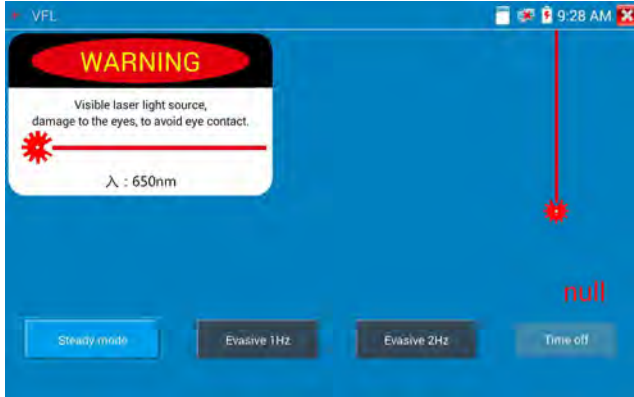 VFL
9:28 AM
WARNING
Visible laser light source,
damage to the eyes, to avoid eye contact.
入 : 650nm
null
Steady mode
Evasive 1Hz
Evasive 2Hz
Time off